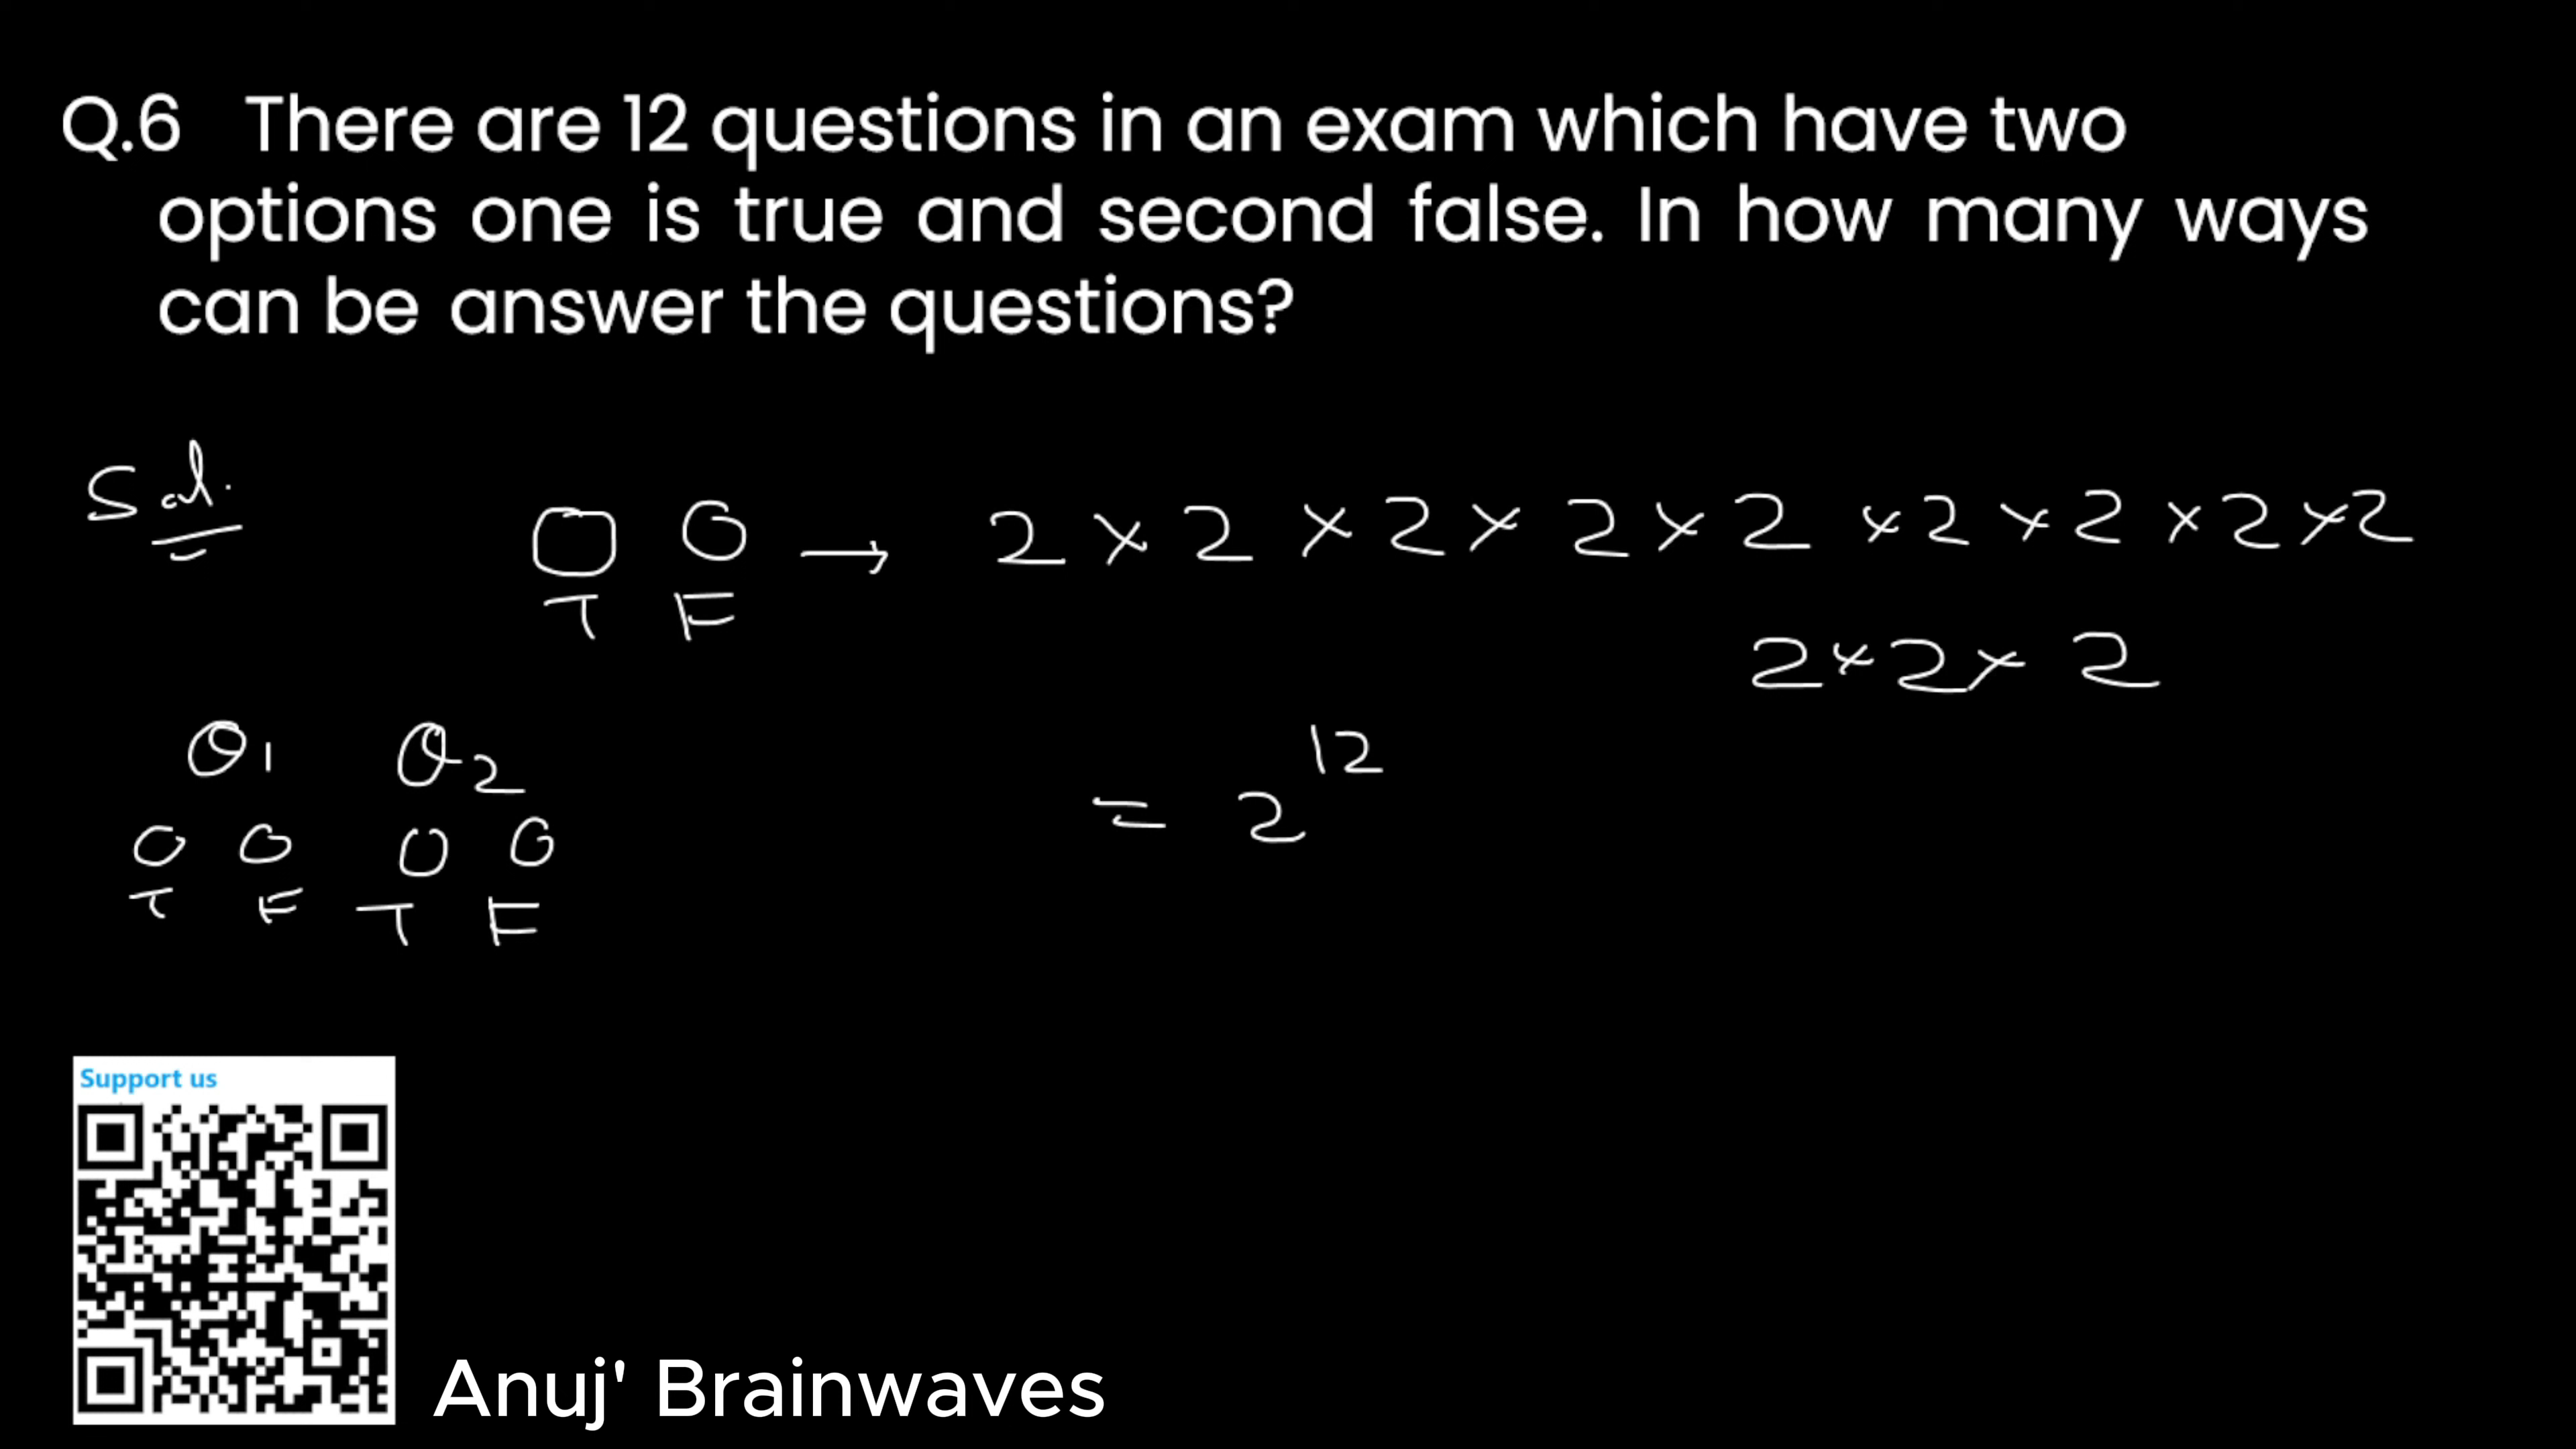 Q.6 There are 12 questions in an exam which have two
options one is true and second false. In how many ways
can be answer the questions?
Sol.
→ 2 × 2 × 2 × 2 × 2 × 2 × 2 × 2 × 2
T F
2 × 2 × 2
Q1 Q2
= 2^12
T F T F
Support us
Anuj' Brainwaves